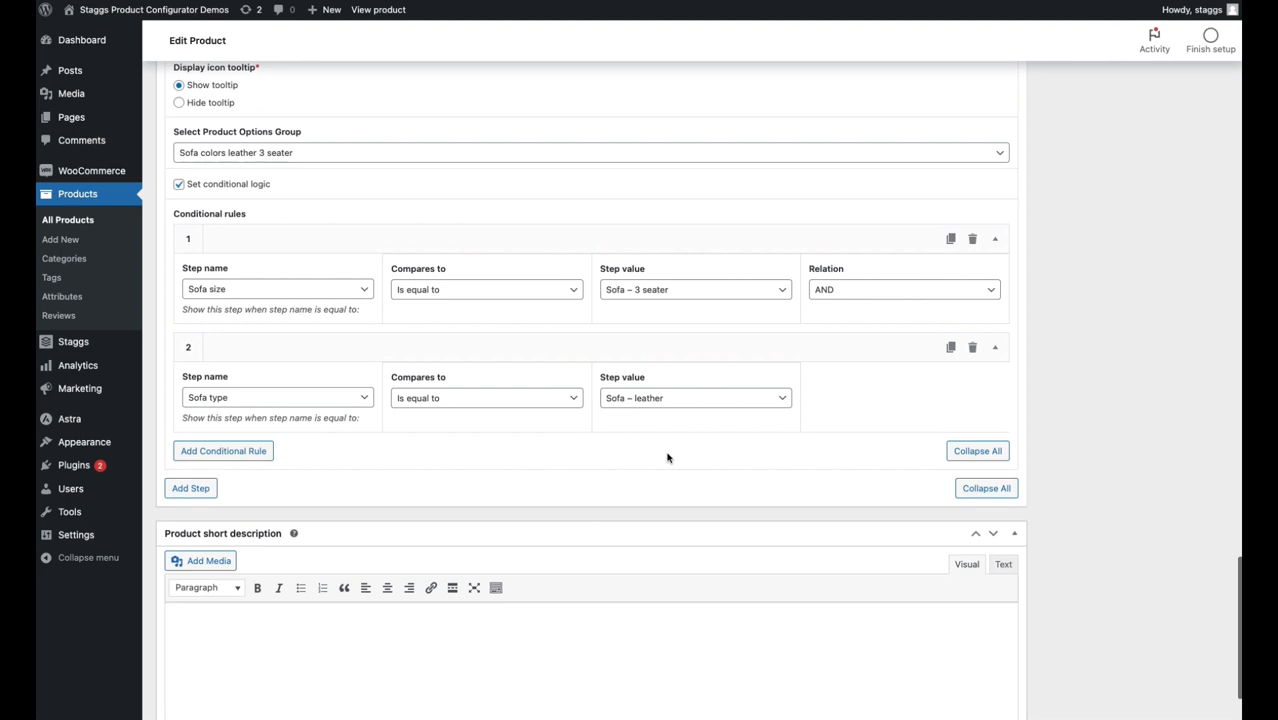 Staggs Product Configurator Demos 2 0 New View product Howdy, staggs
Dashboard
Posts
Media
Pages
Comments
WooCommerce
Products
All Products
Add New
Categories
Tags
Attributes
Reviews
Staggs
Analytics
Marketing
Astra
Appearance
Plugins 2
Users
Tools
Settings
Collapse menu
Edit Product
Activity
Finish setup
Display icon tooltip*
Show tooltip
Hide tooltip
Select Product Options Group
Sofa colors leather 3 seater
Set conditional logic
Conditional rules
1
Step name Compares to Step value Relation
Sofa size Is equal to Sofa – 3 seater AND
Show this step when step name is equal to:
2
Step name Compares to Step value
Sofa type Is equal to Sofa – leather
Show this step when step name is equal to:
Add Conditional Rule Collapse All
Add Step Collapse All
Product short description ?
Add Media Visual Text
Paragraph B I